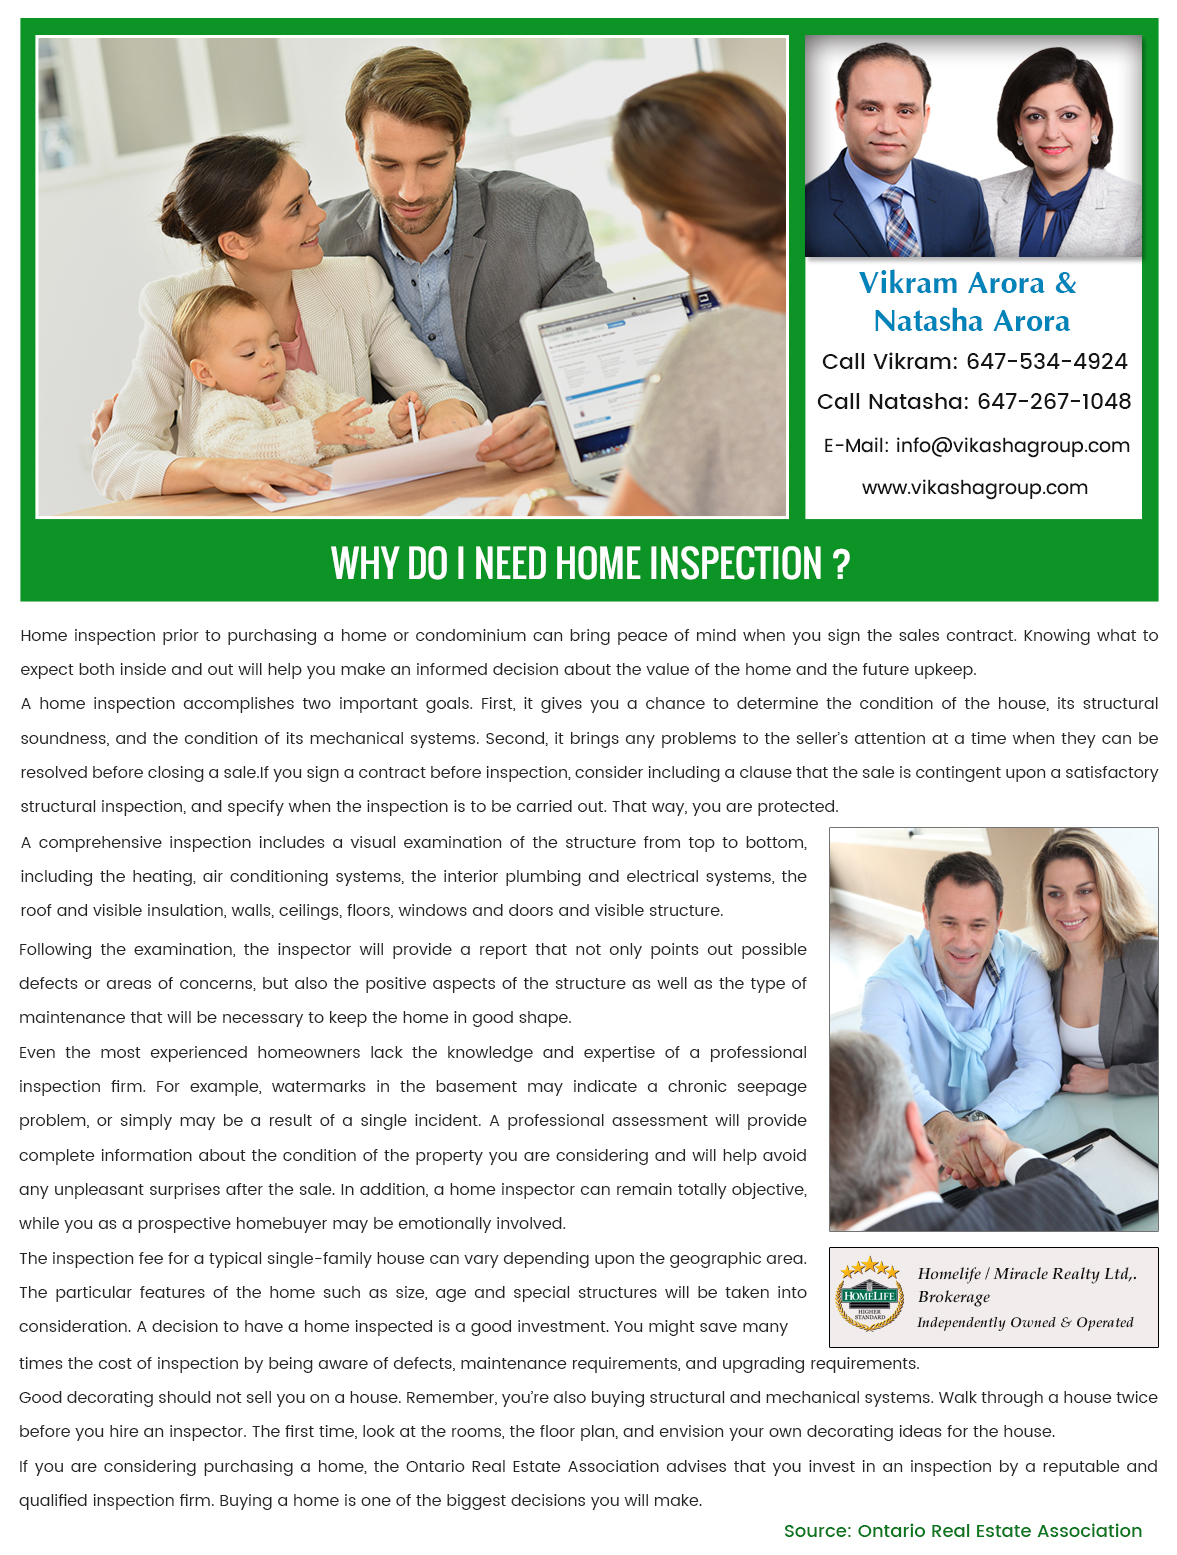 Vikram Arora &
Natasha Arora
Call Vikram: 647-534-4924
Call Natasha: 647-267-1048
E-Mail: info@vikashagroup.com
www.vikashagroup.com
WHY DO I NEED HOME INSPECTION ?
Home inspection prior to purchasing a home or condominium can bring peace of mind when you sign the sales contract. Knowing what to
expect both inside and out will help you make an informed decision about the value of the home and the future upkeep.
A home inspection accomplishes two important goals. First, it gives you a chance to determine the condition of the house, its structural
soundness, and the condition of its mechanical systems. Second, it brings any problems to the seller's attention at a time when they can be
resolved before closing a sale.If you sign a contract before inspection, consider including a clause that the sale is contingent upon a satisfactory
structural inspection, and specify when the inspection is to be carried out. That way, you are protected.
A comprehensive inspection includes a visual examination of the structure from top to bottom,
including the heating, air conditioning systems, the interior plumbing and electrical systems, the
roof and visible insulation, walls, ceilings, floors, windows and doors and visible structure.
Following the examination, the inspector will provide a report that not only points out possible
defects or areas of concerns, but also the positive aspects of the structure as well as the type of
maintenance that will be necessary to keep the home in good shape.
Even the most experienced homeowners lack the knowledge and expertise of a professional
inspection firm. For example, watermarks in the basement may indicate a chronic seepage
problem, or simply may be a result of a single incident. A professional assessment will provide
complete information about the condition of the property you are considering and will help avoid
any unpleasant surprises after the sale. In addition, a home inspector can remain totally objective,
while you as a prospective homebuyer may be emotionally involved.
The inspection fee for a typical single-family house can vary depending upon the geographic area.
The particular features of the home such as size, age and special structures will be taken into
consideration. A decision to have a home inspected is a good investment. You might save many
times the cost of inspection by being aware of defects, maintenance requirements, and upgrading requirements.
Good decorating should not sell you on a house. Remember, you're also buying structural and mechanical systems. Walk through a house twice
before you hire an inspector. The first time, look at the rooms, the floor plan, and envision your own decorating ideas for the house.
If you are considering purchasing a home, the Ontario Real Estate Association advises that you invest in an inspection by a reputable and
qualified inspection firm. Buying a home is one of the biggest decisions you will make.
HOMELIFE
HIGHER
STANDARD
Homelife / Miracle Realty Ltd,.
Brokerage
Independently Owned & Operated
Source: Ontario Real Estate Association